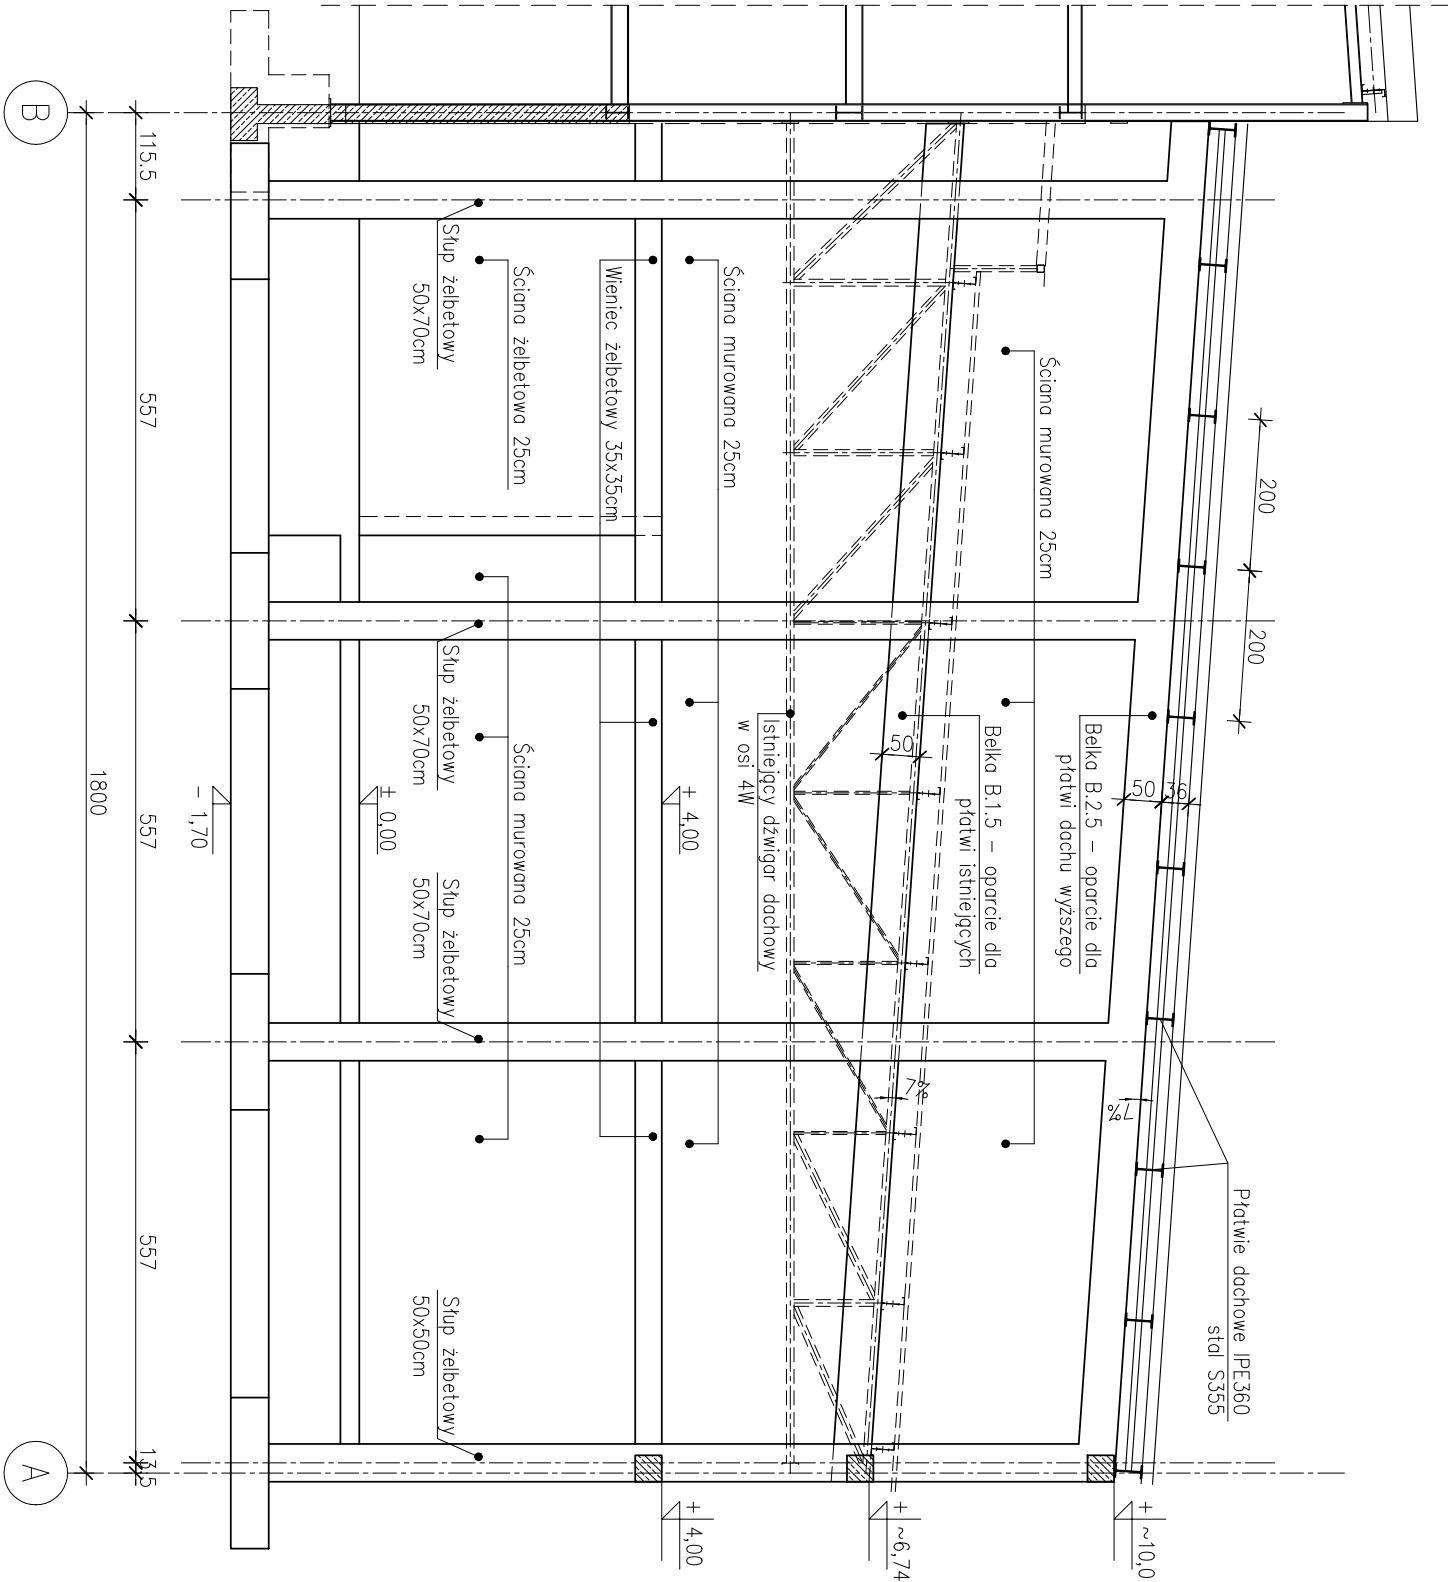 B
115.5
557
557
557
13.5
1800
A
Słup żelbetowy
50x70cm
Ściana żelbetowa 25cm
Wieniec żelbetowy 35x35cm
Ściana murowana 25cm
Ściana murowana 25cm
200
200
Słup żelbetowy
50x70cm
Ściana murowana 25cm
Słup żelbetowy
50x70cm
Słup żelbetowy
50x50cm
- 1,70
± 0,00
+ 4,00
Istniejący dźwigar dachowy
w osi 4W
50
Belka B.1.5 - oparcie dla
płatwi istniejących
Belka B.2.5 - oparcie dla
płatwi dachu wyższego
50
36
7%
7%
Płatwie dachowe IPE360
stal S355
+ 4,00
+ ~6,74
+ ~10,0